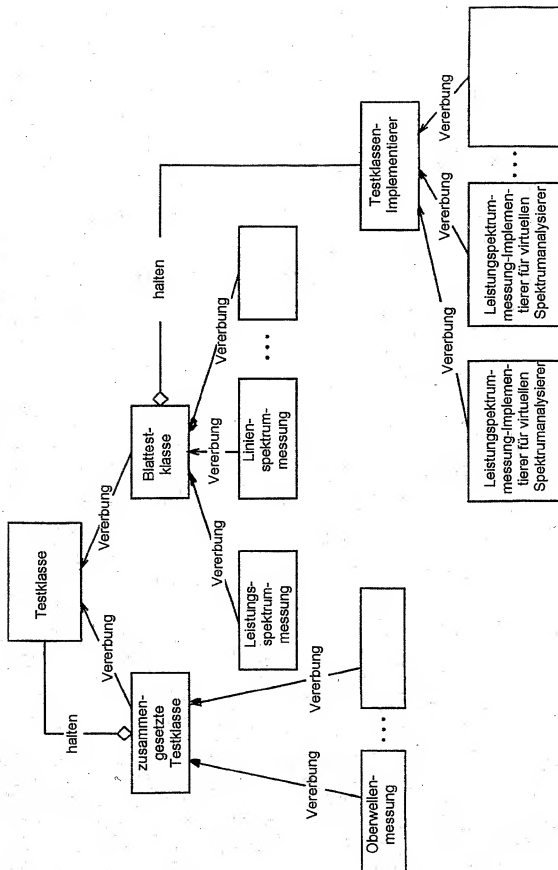 Testklasse
halten
Vererbung
Vererbung
zusammen-
gesetzte
Testklasse
Blattest-
klasse
halten
Vererbung
Vererbung
Vererbung
Vererbung
Vererbung
Oberwellen-
messung
...
Leistungs-
spektrum-
messung
Linien-
spektrum-
messung
...
Testklassen-
Implementierer
Vererbung
Vererbung
Vererbung
Leistungspektrum-
messung-Implemen-
tierer für virtuellen
Spektrumanalysierer
Leistungspektrum-
messung-Implemen-
tierer für virtuellen
Spektrumanalysierer
...